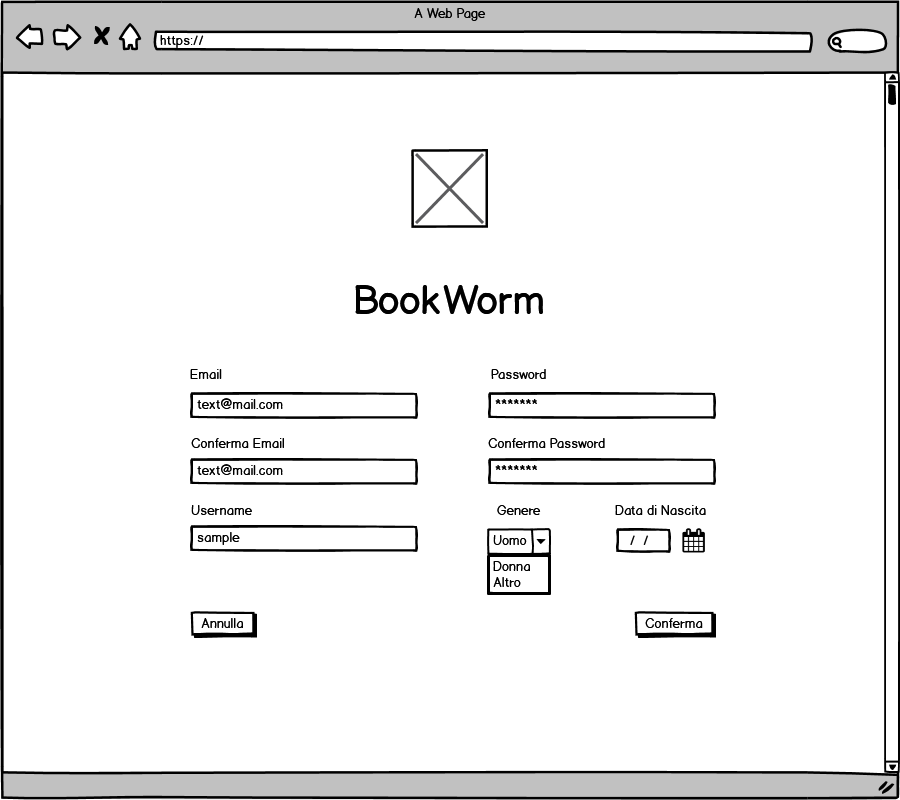 A Web Page
https://
BookWorm
Email
Password
text@mail.com
*******
Conferma Email
Conferma Password
text@mail.com
*******
Username
Genere
Data di Nascita
sample
Uomo
/ /
Donna
Altro
Annulla
Conferma